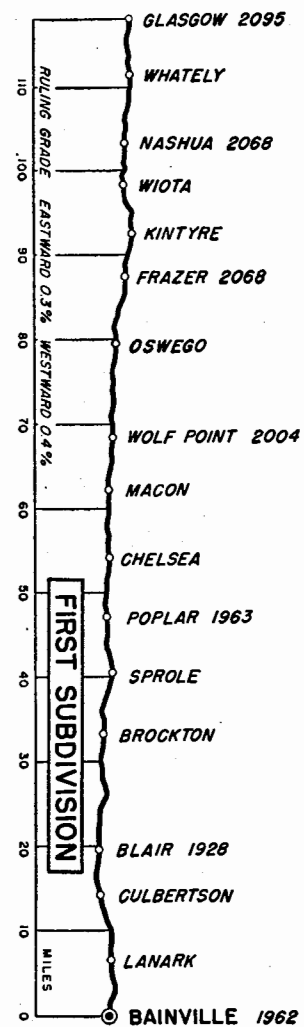 GLASGOW 2095
WHATELY
110
NASHUA 2068
100
WIOTA
KINTYRE
90
FRAZER 2068
80
OSWEGO
70
WOLF POINT 2004
MACON
60
CHELSEA
50
POPLAR 1963
40
SPROLE
BROCKTON
30
BLAIR 1928
20
CULBERTSON
10
LANARK
0
BAINVILLE 1962
RULING GRADE EASTWARD 0.3% WESTWARD 0.4%
FIRST SUBDIVISION
MILES